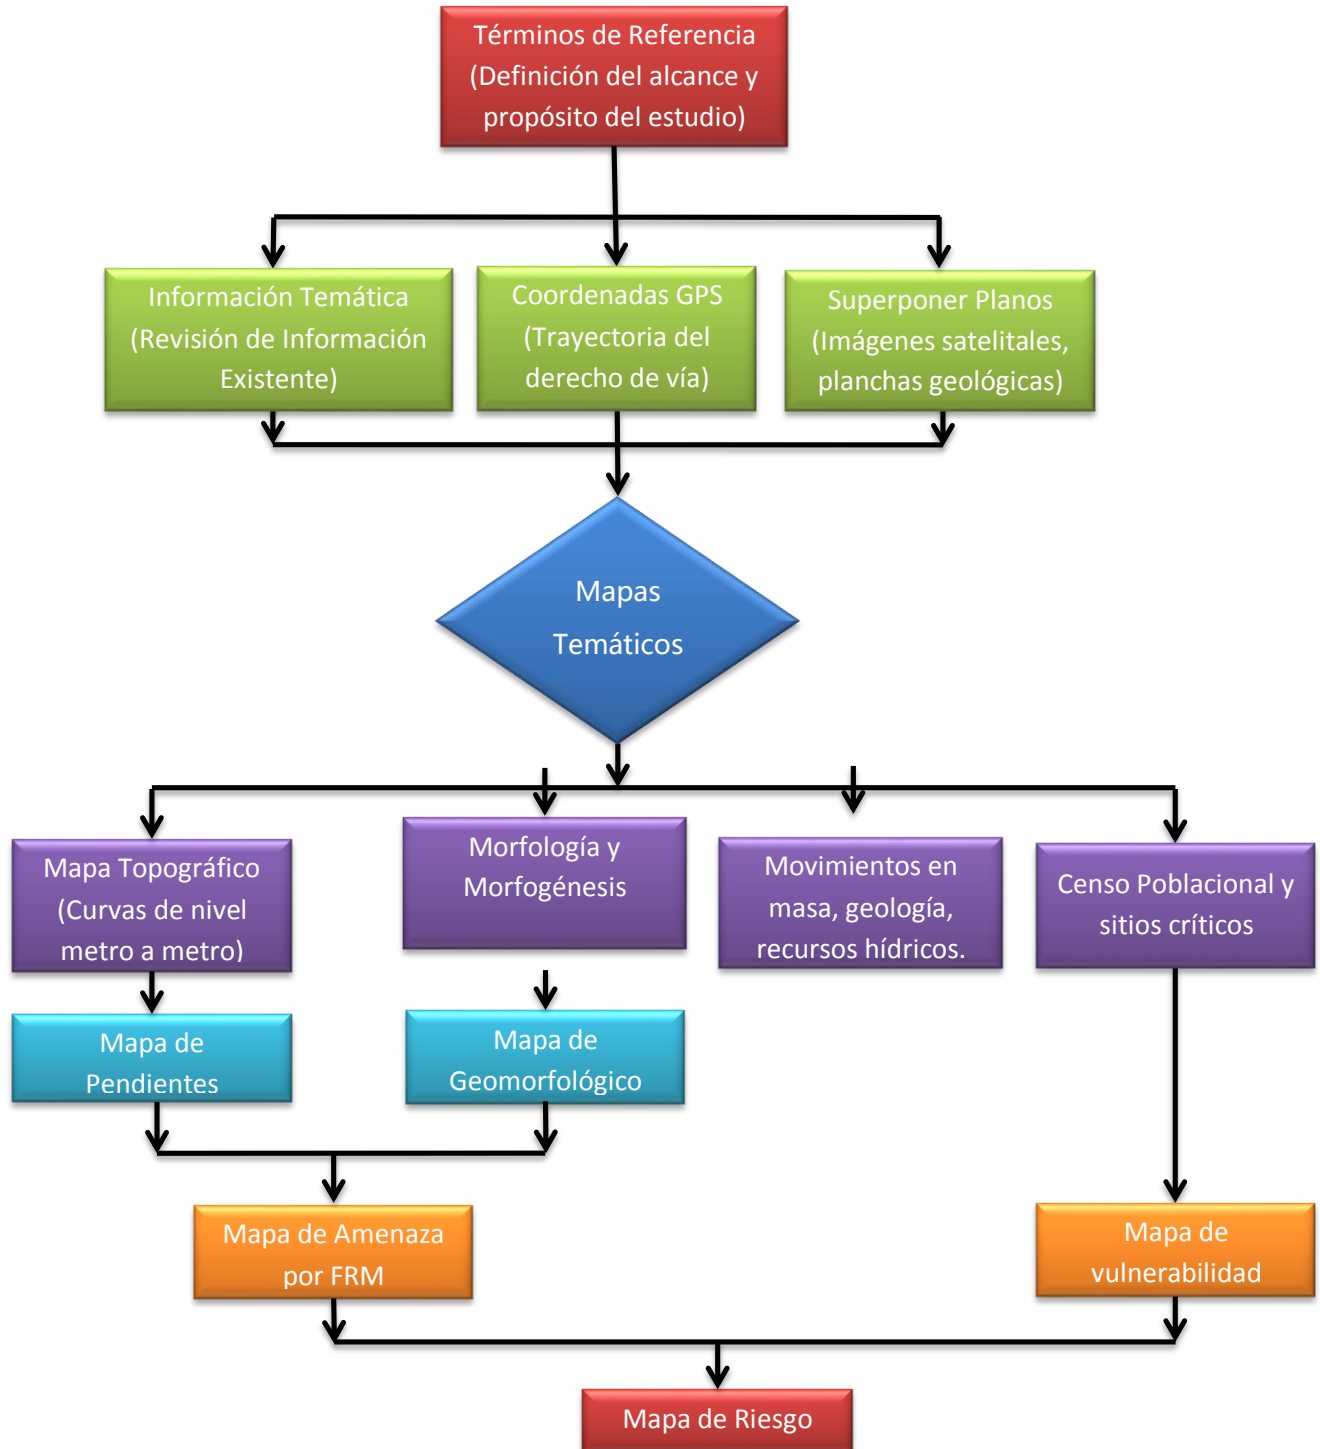 Términos de Referencia
(Definición del alcance y
propósito del estudio)
Información Temática
(Revisión de Información
Existente)
Coordenadas GPS
(Trayectoria del
derecho de vía)
Superponer Planos
(Imágenes satelitales,
planchas geológicas)
Mapas
Temáticos
Mapa Topográfico
(Curvas de nivel
metro a metro)
Morfología y
Morfogénesis
Movimientos en
masa, geología,
recursos hídricos.
Censo Poblacional y
sitios críticos
Mapa de
Pendientes
Mapa de
Geomorfológico
Mapa de Amenaza
por FRM
Mapa de
vulnerabilidad
Mapa de Riesgo